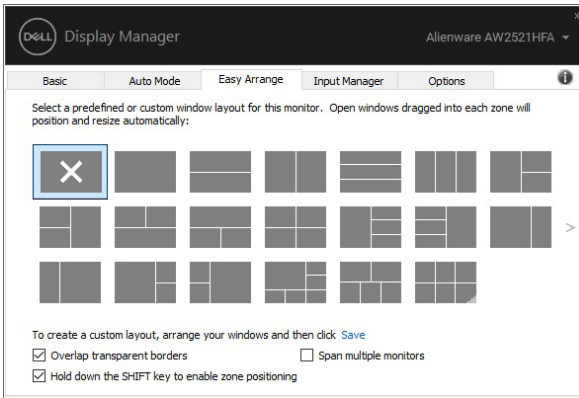 DELL Display Manager Alienware AW2521HFA
Basic Auto Mode Easy Arrange Input Manager Options
Select a predefined or custom window layout for this monitor. Open windows dragged into each zone will
position and resize automatically:
To create a custom layout, arrange your windows and then click Save
Overlap transparent borders Span multiple monitors
Hold down the SHIFT key to enable zone positioning